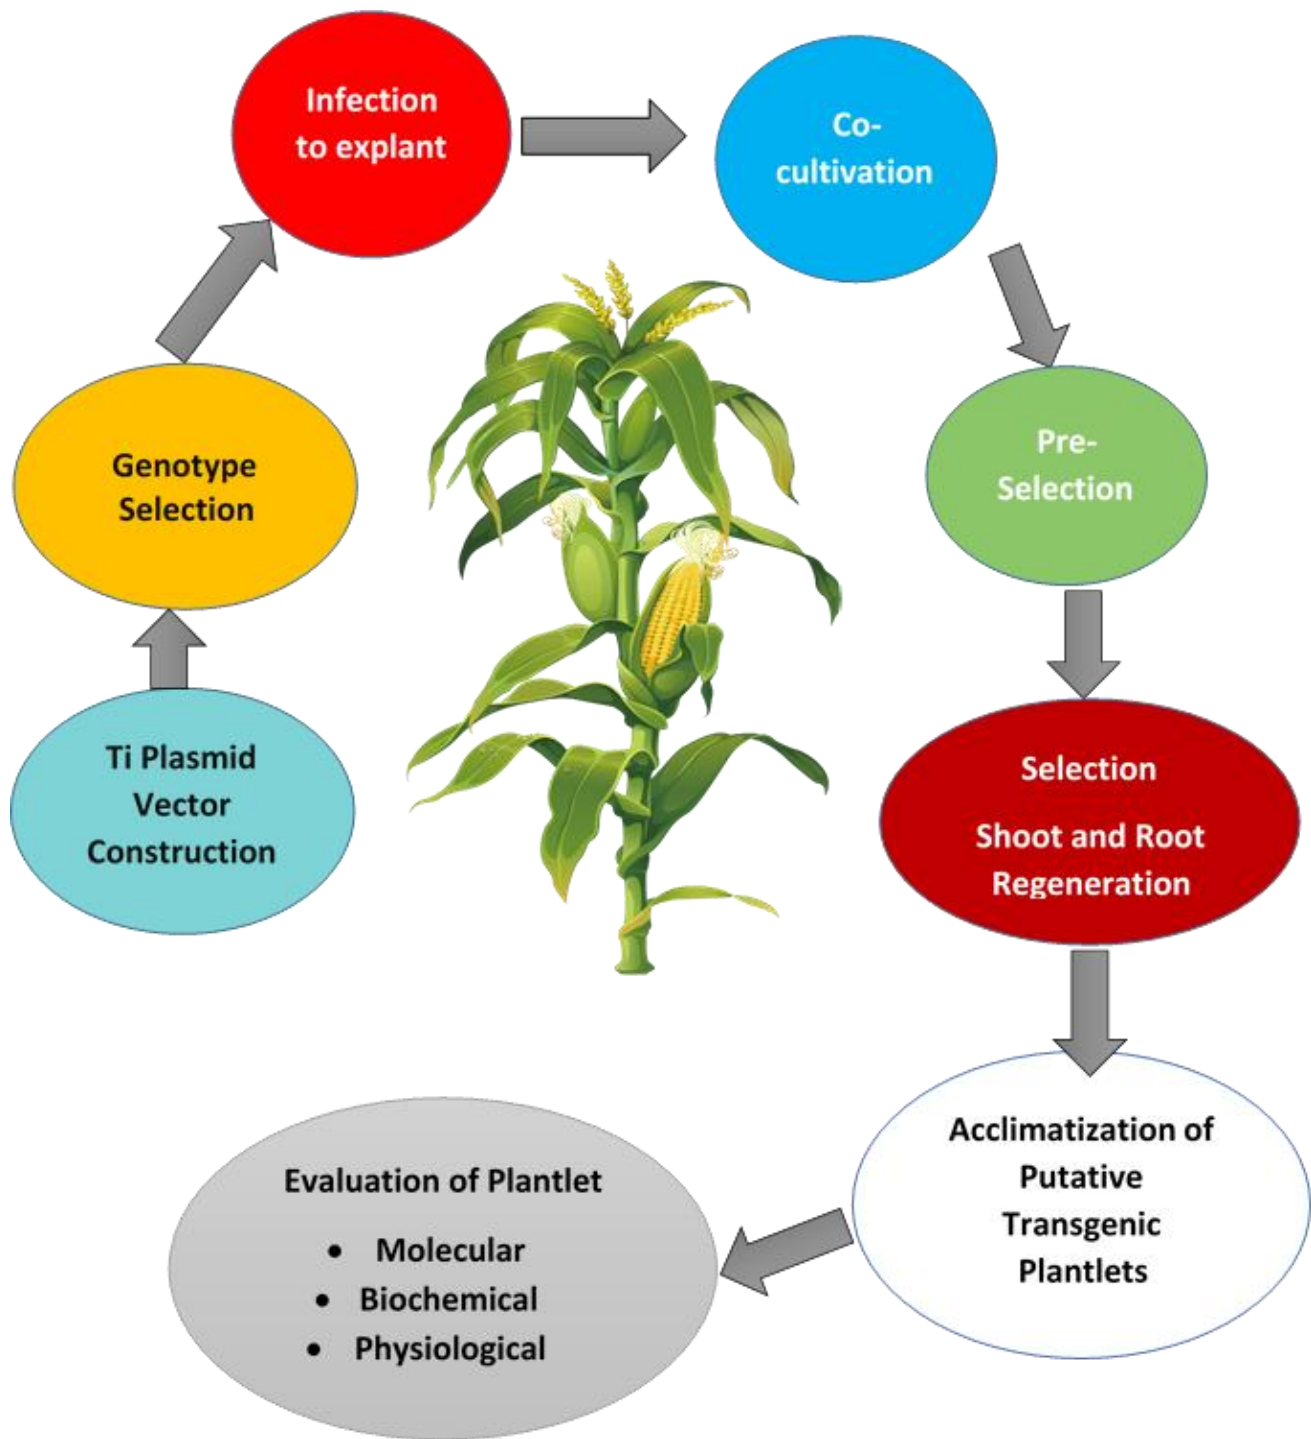 Ti Plasmid
Vector
Construction
Genotype
Selection
Infection
to explant
Co-
cultivation
Pre-
Selection
Selection
Shoot and Root
Regeneration
Acclimatization of
Putative
Transgenic
Plantlets
Evaluation of Plantlet
• Molecular
• Biochemical
• Physiological